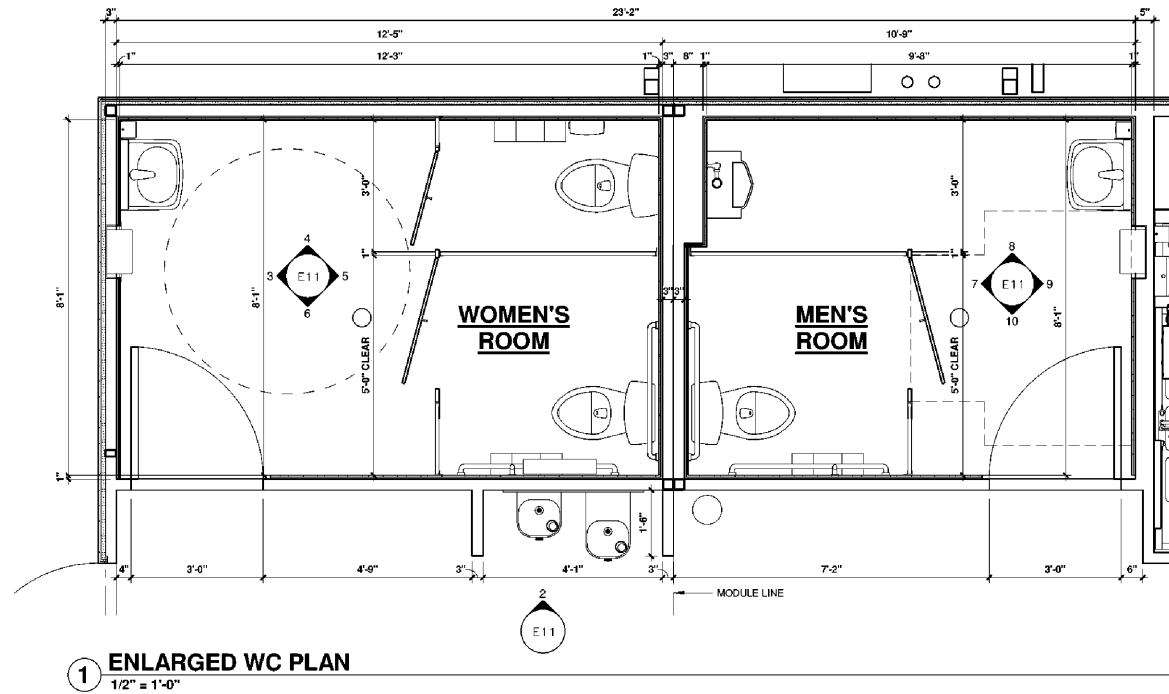 3" 23'-2" 5"
12'-5" 10'-9"
1" 12'-3" 1" 3" 8" 1" 9'-8" 1"
3'-0" 3'-0"
4 8
3 E11 5 1" 1" 7 E11 9
6 10
8'-1" 8'-1" 3" 3" 8'-1"
WOMEN'S MEN'S
ROOM ROOM
5'-0" CLEAR 5'-0" CLEAR
1" 1'-6"
4" 3'-0" 4'-9" 3" 4'-1" 3" 7'-2" 3'-0" 6"
MODULE LINE
2
E11
1 ENLARGED WC PLAN
1/2" = 1'-0"